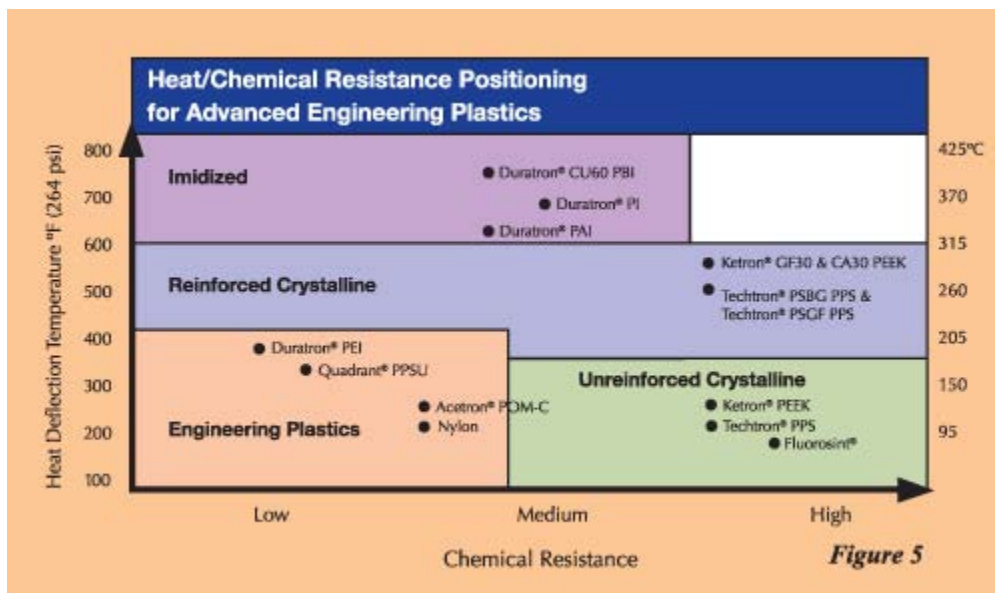 Heat/Chemical Resistance Positioning
for Advanced Engineering Plastics
Heat Deflection Temperature °F (264 psi)
800
700
600
500
400
300
200
100
425°C
370
315
260
205
150
95
Imidized
Duratron® CU60 PBI
Duratron® PI
Duratron® PAI
Reinforced Crystalline
Ketron® GF30 & CA30 PEEK
Techtron® PSBG PPS &
Techtron® PSGF PPS
Duratron® PEI
Quadrant® PPSU
Acetron® POM-C
Nylon
Engineering Plastics
Unreinforced Crystalline
Ketron® PEEK
Techtron® PPS
Fluorosint®
Low
Medium
High
Chemical Resistance
Figure 5